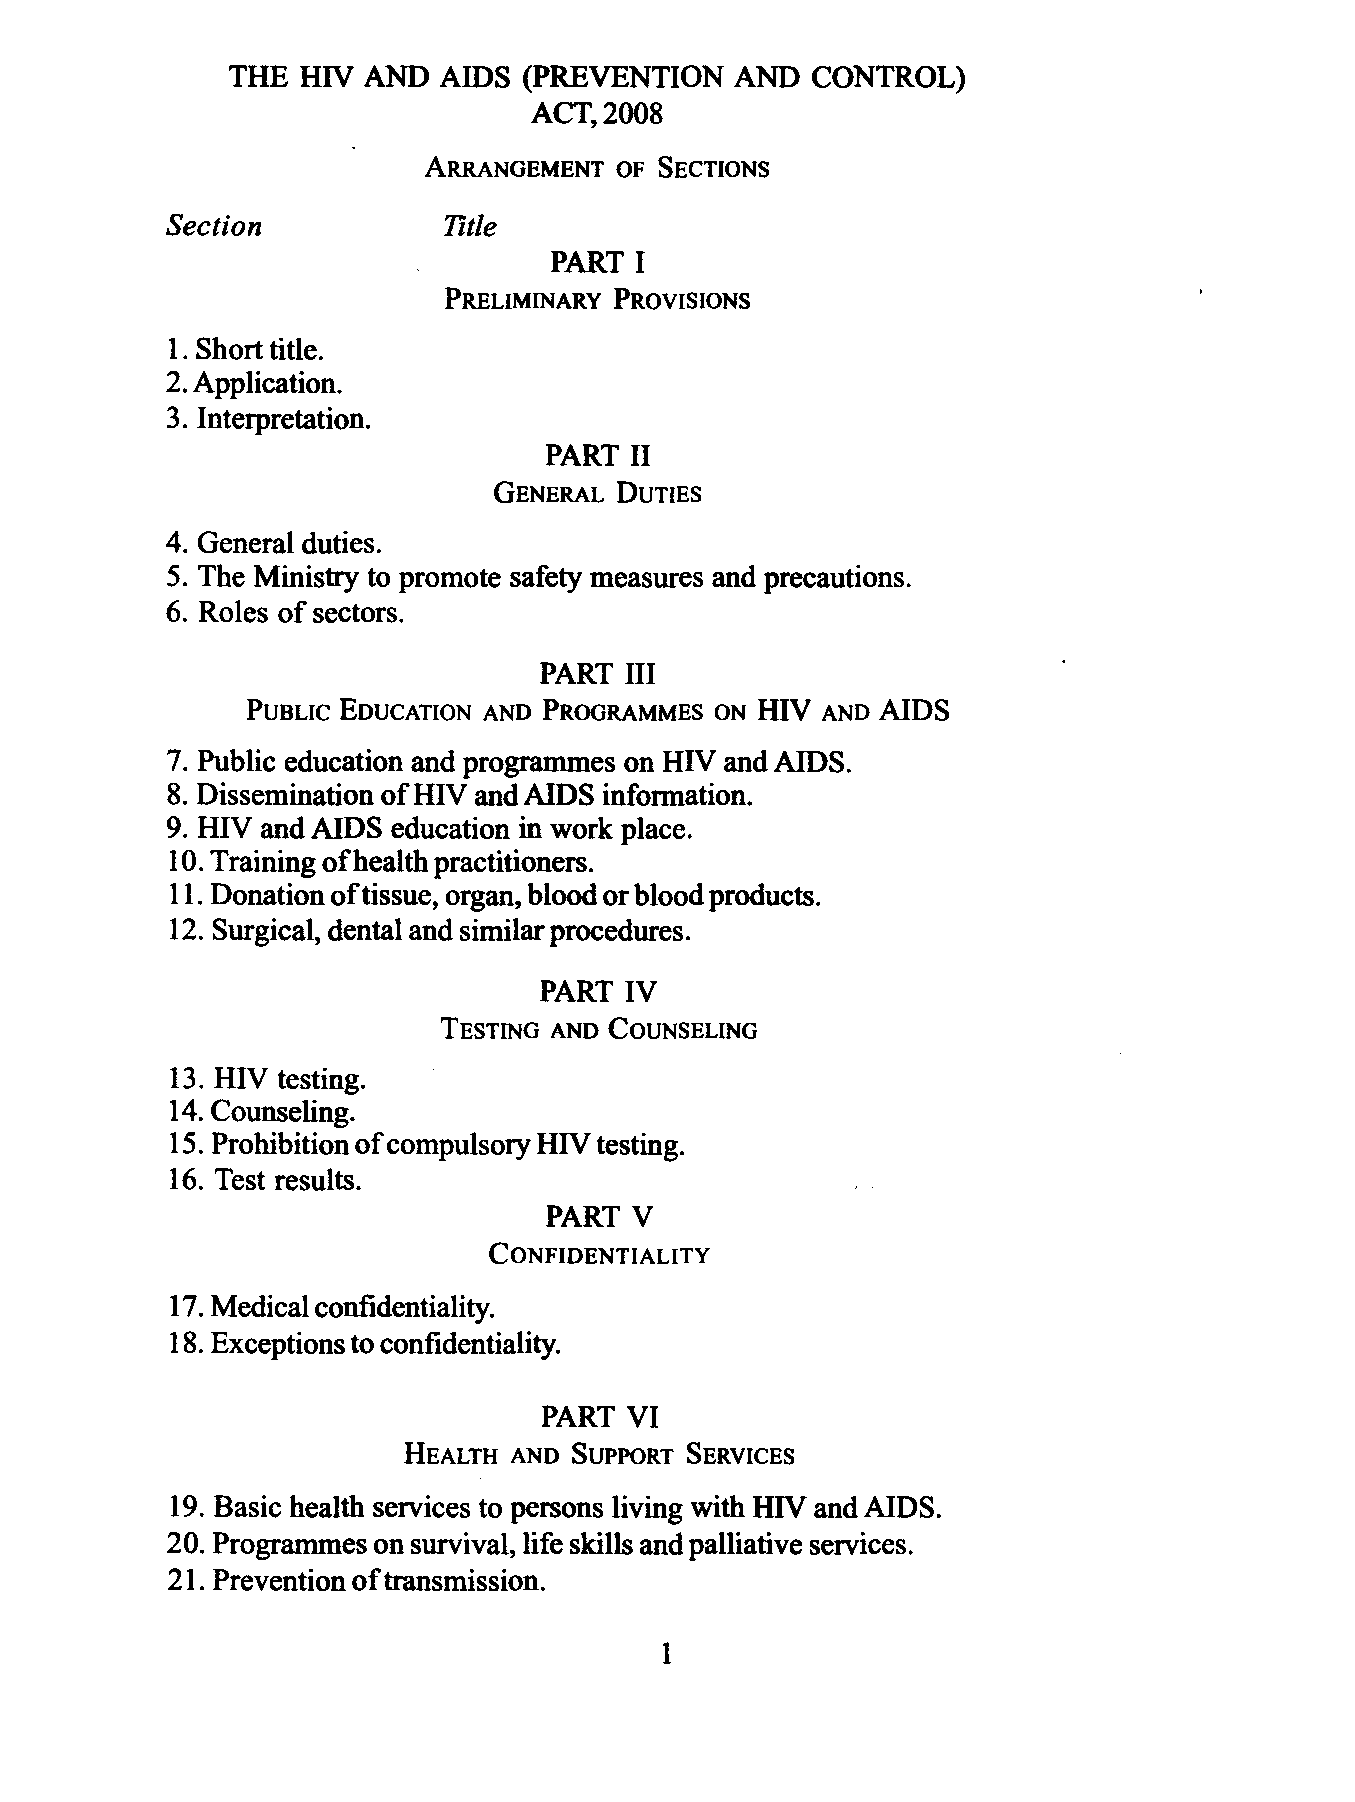 THE HIV AND AIDS (PREVENTION AND CONTROL)
ACT, 2008
ARRANGEMENT OF SECTIONS
Section Title
PART I
PRELIMINARY PROVISIONS
1. Short title.
2. Application.
3. Interpretation.
PART II
GENERAL DUTIES
4. General duties.
5. The Ministry to promote safety measures and precautions.
6. Roles of sectors.
PART III
PUBLIC EDUCATION AND PROGRAMMES ON HIV AND AIDS
7. Public education and programmes on HIV and AIDS.
8. Dissemination of HIV and AIDS information.
9. HIV and AIDS education in work place.
10. Training of health practitioners.
11. Donation of tissue, organ, blood or blood products.
12. Surgical, dental and similar procedures.
PART IV
TESTING AND COUNSELING
13. HIV testing.
14. Counseling.
15. Prohibition of compulsory HIV testing.
16. Test results.
PART V
CONFIDENTIALITY
17. Medical confidentiality.
18. Exceptions to confidentiality.
PART VI
HEALTH AND SUPPORT SERVICES
19. Basic health services to persons living with HIV and AIDS.
20. Programmes on survival, life skills and palliative services.
21. Prevention of transmission.
1